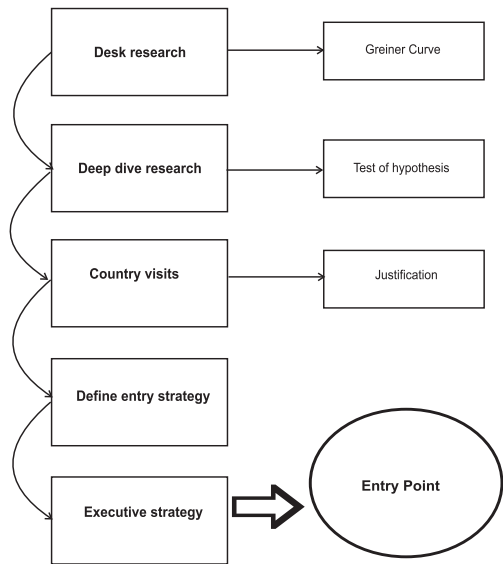 Desk research
Greiner Curve
Deep dive research
Test of hypothesis
Country visits
Justification
Define entry strategy
Executive strategy
Entry Point